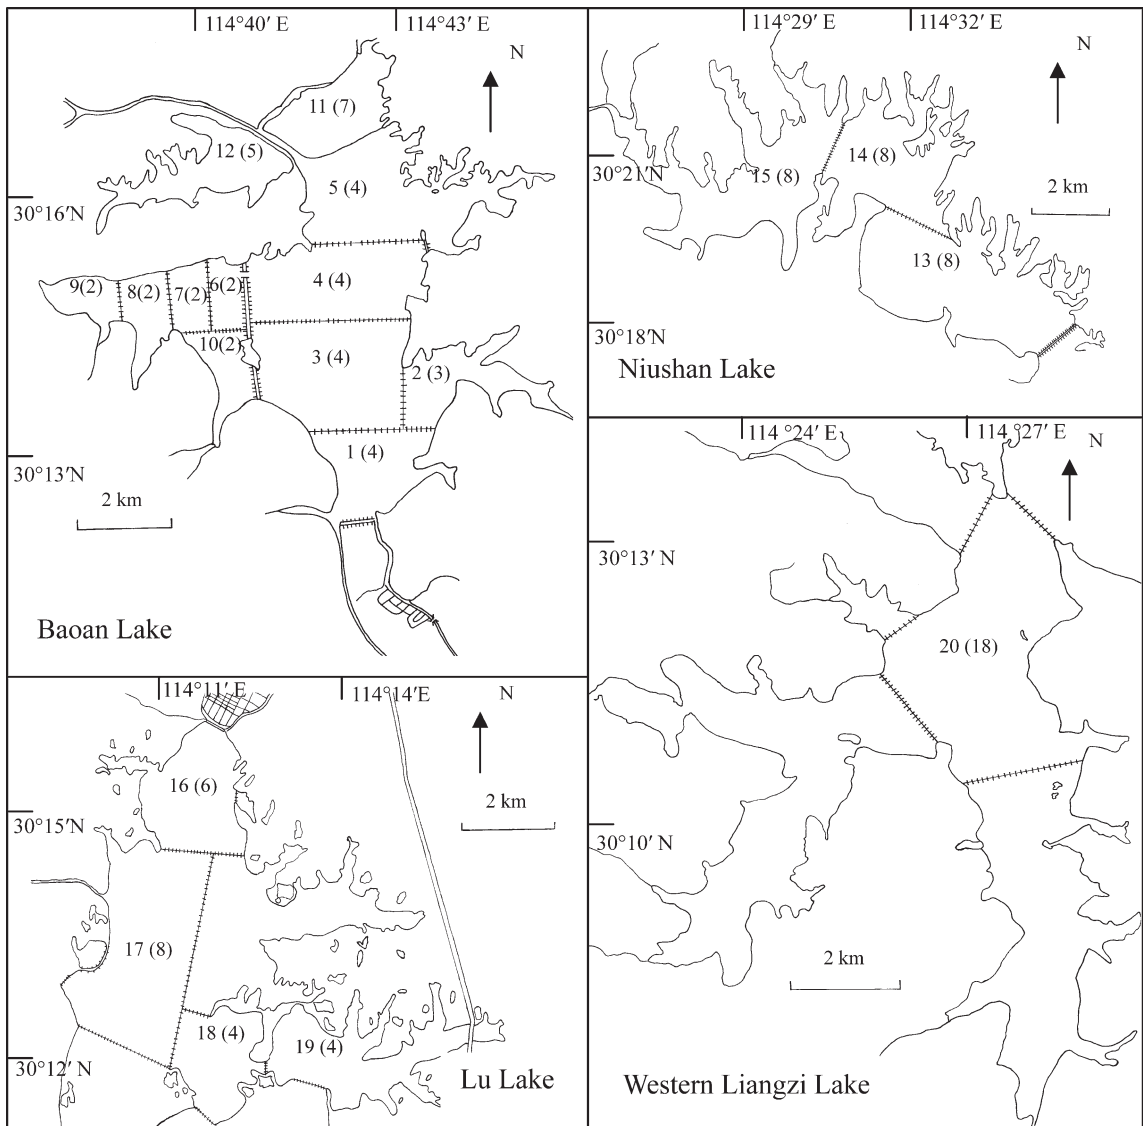 114°40′ E
114°43′ E
N
11 (7)
12 (5)
5 (4)
30°16′N
4 (4)
9(2)
8(2)
7(2)
6(2)
10(2)
3 (4)
2 (3)
1 (4)
30°13′N
2 km
Baoan Lake
114°29′ E
114°32′ E
N
14 (8)
15 (8)
30°21′N
2 km
13 (8)
30°18′N
Niushan Lake
114°11′ E
114°14′E
N
16 (6)
2 km
30°15′N
17 (8)
18 (4)
19 (4)
30°12′ N
Lu Lake
114 °24′ E
114 °27′ E
N
30°13′ N
20 (18)
30°10′ N
2 km
Western Liangzi Lake